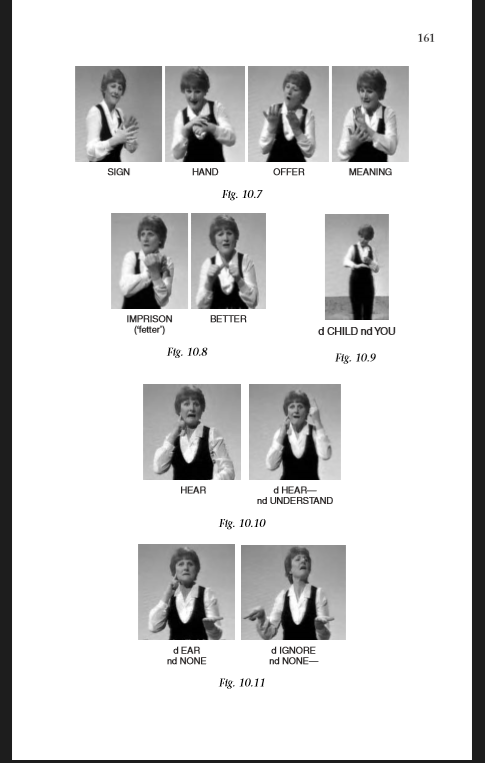 161
SIGN HAND OFFER MEANING
Fig. 10.7
IMPRISON BETTER
('fetter')
Fig. 10.8
d CHILD nd YOU
Fig. 10.9
HEAR d HEAR—
nd UNDERSTAND
Fig. 10.10
d EAR d IGNORE
nd NONE nd NONE—
Fig. 10.11